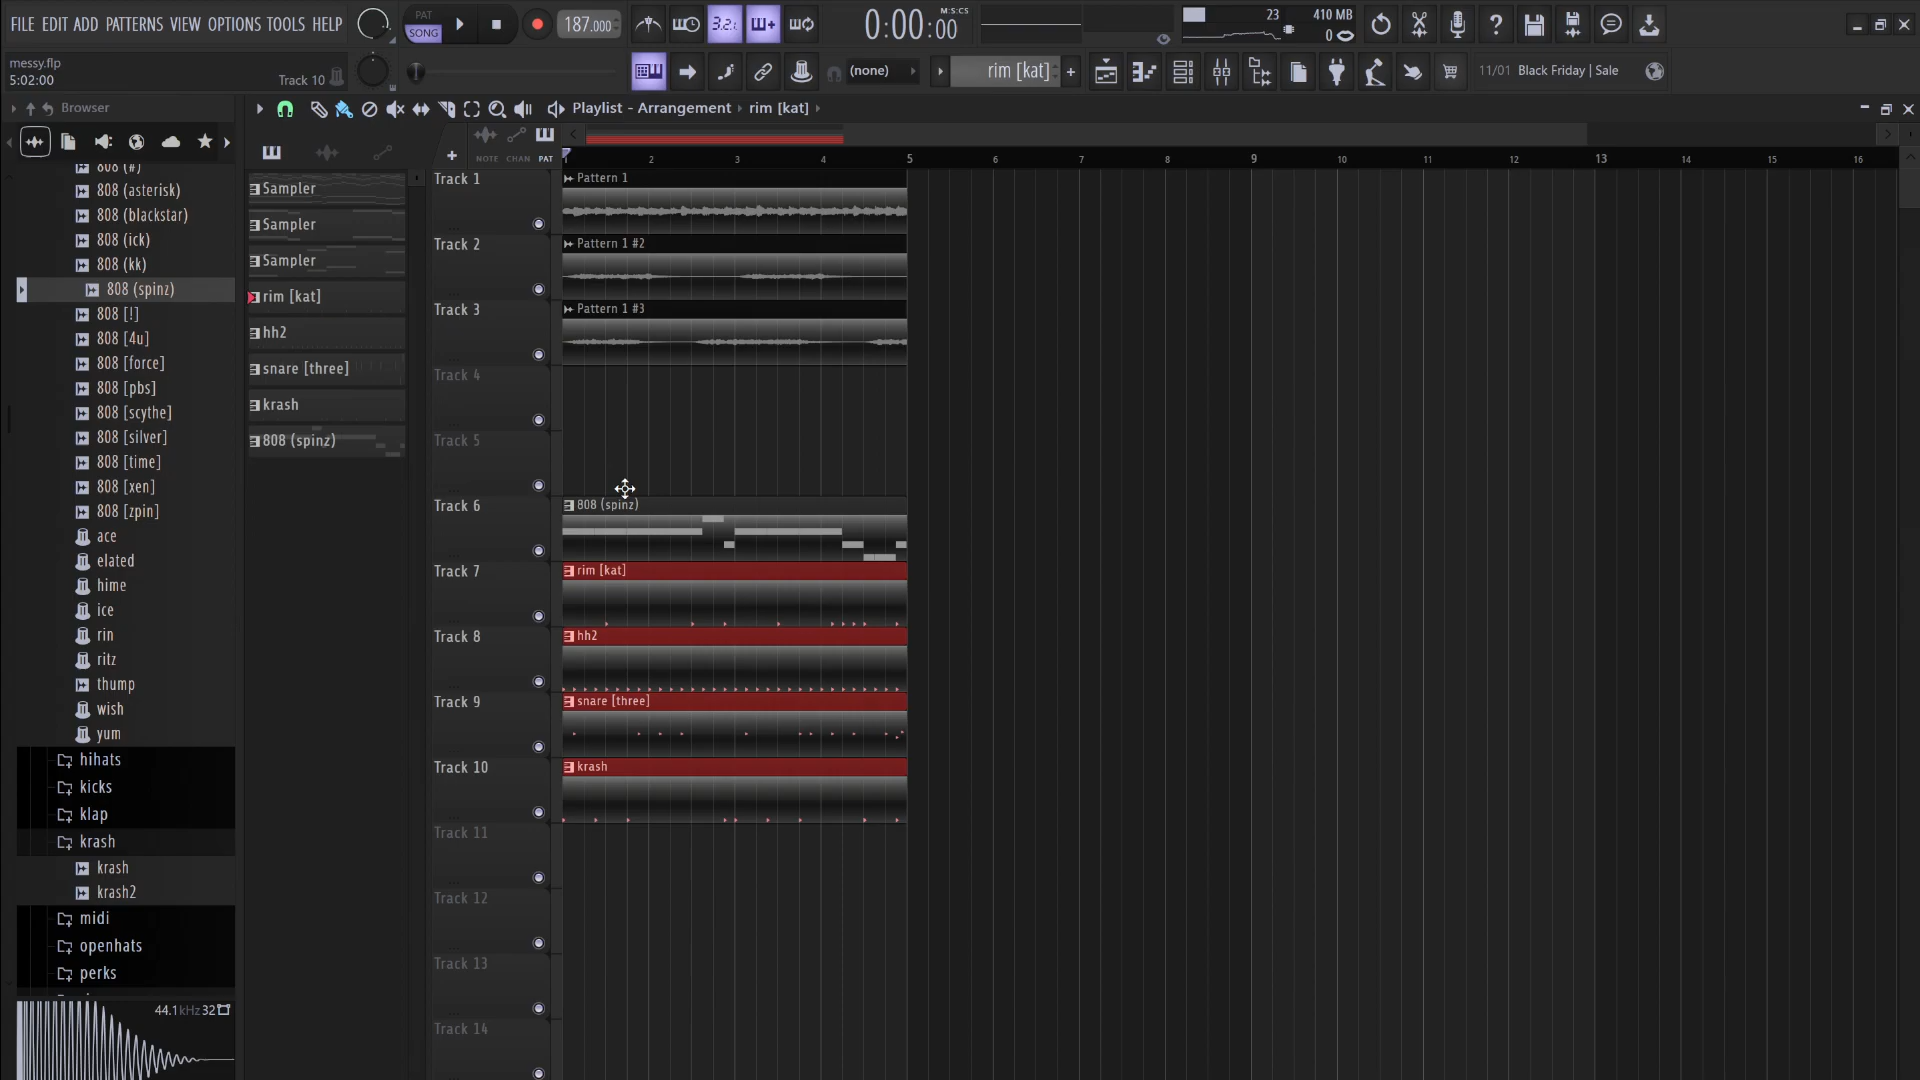 FILE EDIT ADD PATTERNS VIEW OPTIONS TOOLS HELP
PAT
SONG
187.000
3.2.
0:00:00
M:S:CS
23
410 MB
0
messy.flp
5:02:00
Track 10
(none)
rim [kat]
11/01 Black Friday | Sale
Browser
Playlist - Arrangement › rim [kat]
NOTE CHAN PAT
1 2 3 4 5 6 7 8 9 10 11 12 13 14 15 16
808 (#)
808 (asterisk)
808 (blackstar)
808 (ick)
808 (kk)
808 (spinz)
808 [!]
808 [4u]
808 [force]
808 [pbs]
808 [scythe]
808 [silver]
808 [time]
808 [xen]
808 [zpin]
ace
elated
hime
ice
rin
ritz
thump
wish
yum
hihats
kicks
klap
krash
krash
krash2
midi
openhats
perks
44.1kHz 32
Sampler
Sampler
Sampler
rim [kat]
hh2
snare [three]
krash
808 (spinz)
Track 1
Pattern 1
Track 2
Pattern 1 #2
Track 3
Pattern 1 #3
Track 4
Track 5
Track 6
808 (spinz)
Track 7
rim [kat]
Track 8
hh2
Track 9
snare [three]
Track 10
krash
Track 11
Track 12
Track 13
Track 14